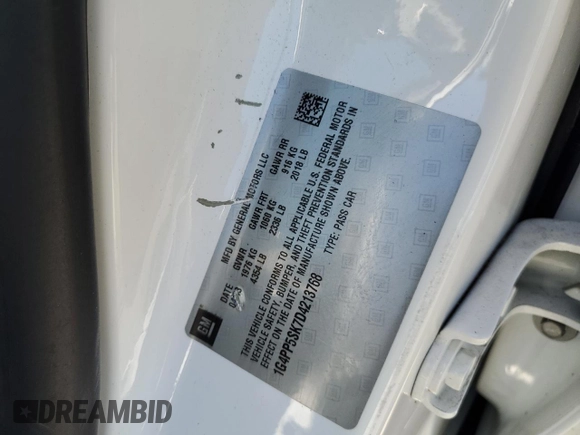 GM
MFD BY GENERAL MOTORS LLC
DATE GVWR GAWR FRT GAWR RR
1976 KG 1060 KG 916 KG
4354 LB 2336 LB 2018 LB
THIS VEHICLE CONFORMS TO ALL APPLICABLE U.S. FEDERAL MOTOR
VEHICLE SAFETY, BUMPER, AND THEFT PREVENTION STANDARDS IN
EFFECT ON THE DATE OF MANUFACTURE SHOWN ABOVE.
1G4PP5SK7D4213768 TYPE: PASS CAR
DREAMBID